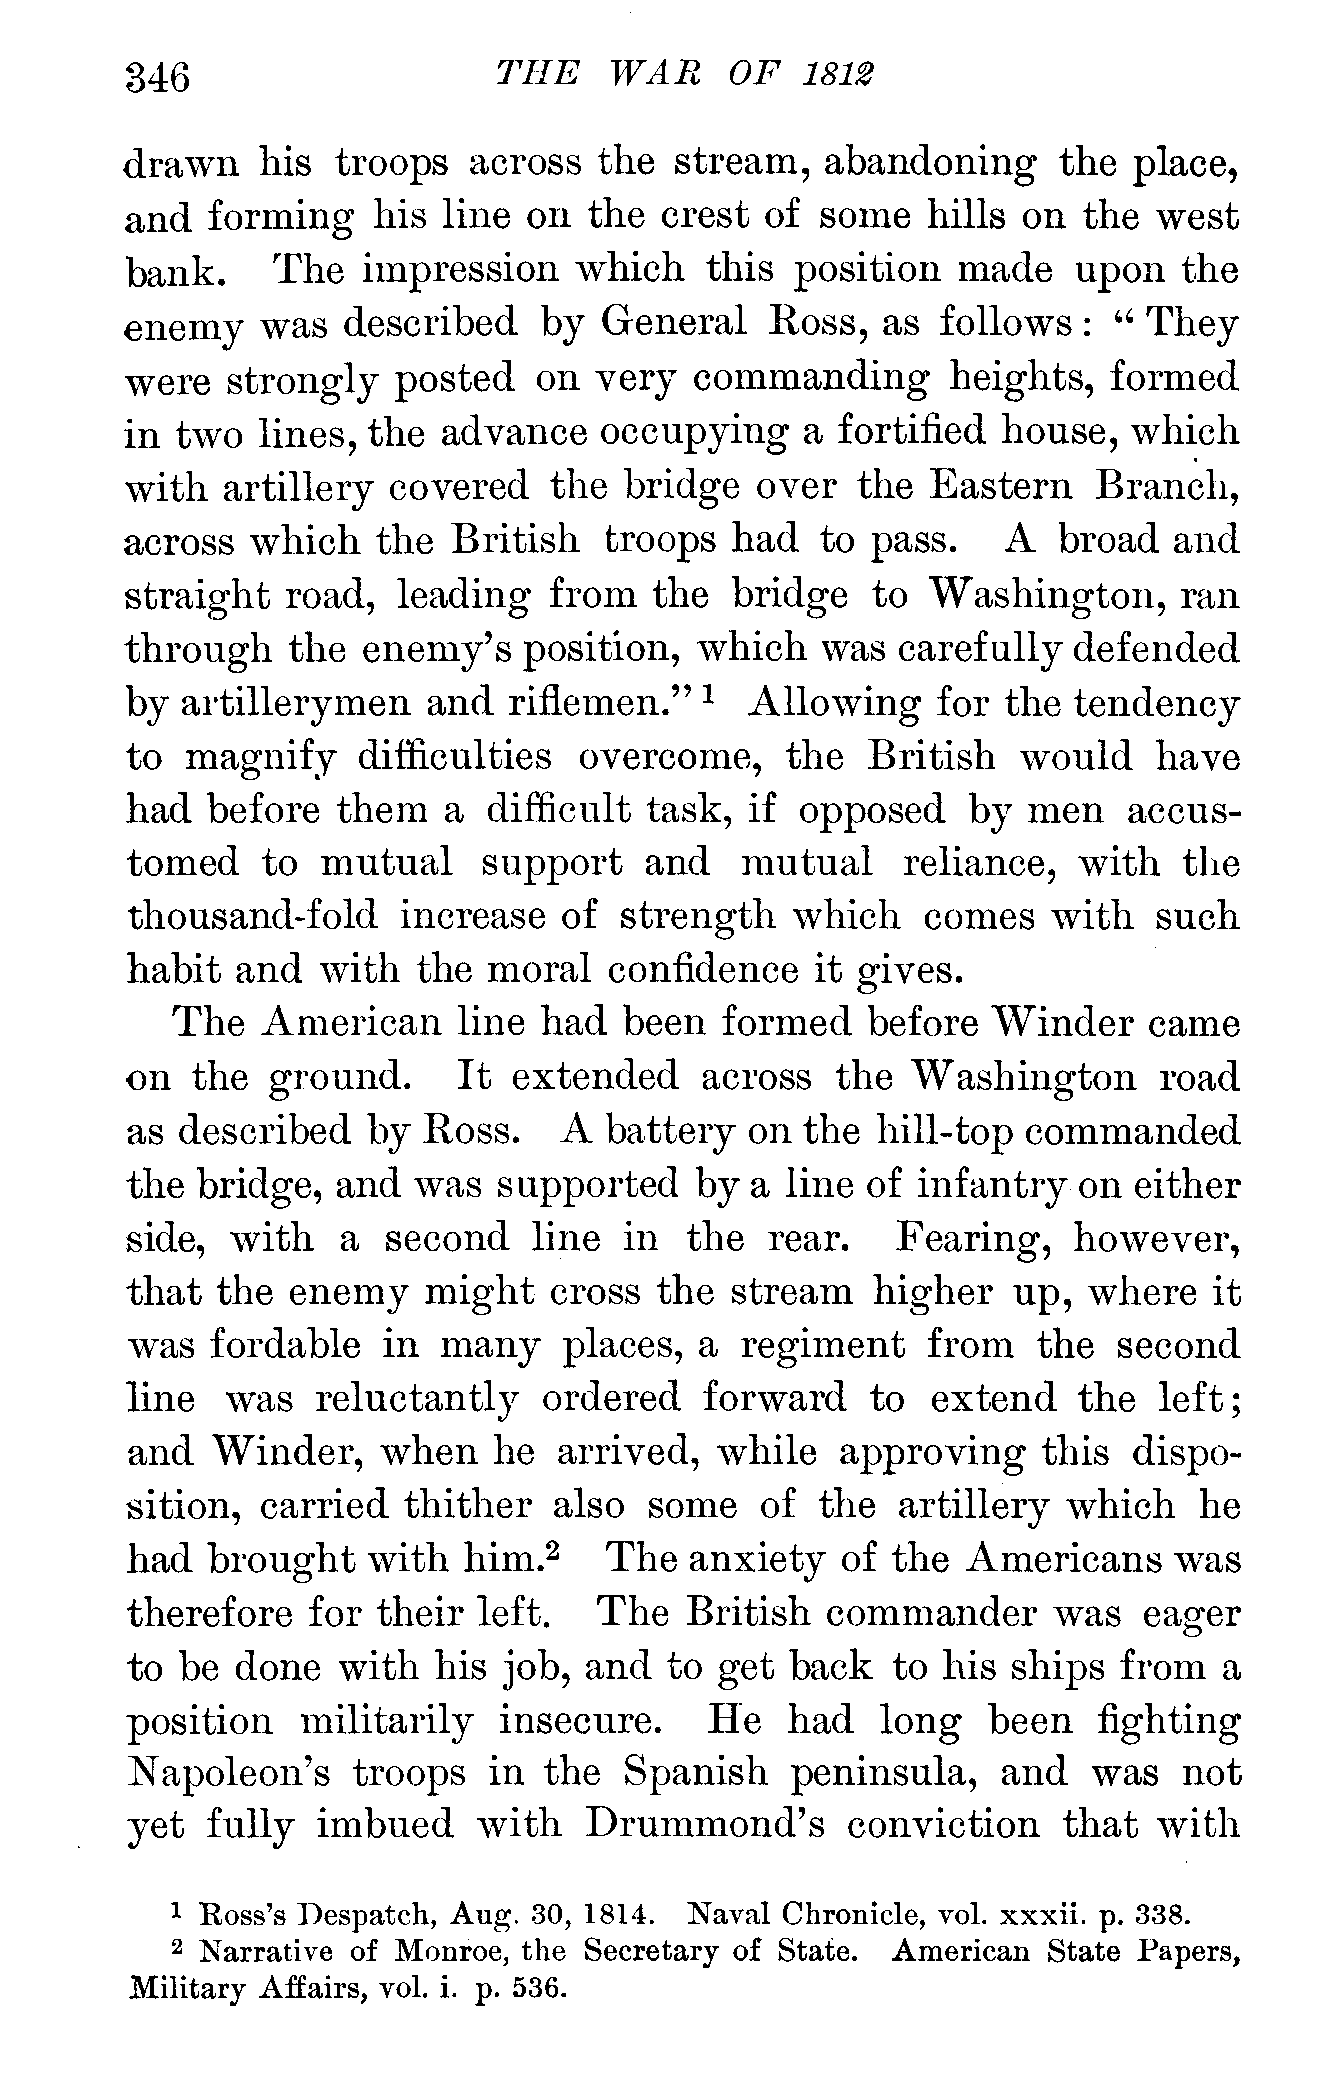 346 THE WAR OF 1812
drawn his troops across the stream, abandoning the place,
and forming his line on the crest of some hills on the west
bank. The impression which this position made upon the
enemy was described by General Ross, as follows: “They
were strongly posted on very commanding heights, formed
in two lines, the advance occupying a fortified house, which
with artillery covered the bridge over the Eastern Branch,
across which the British troops had to pass. A broad and
straight road, leading from the bridge to Washington, ran
through the enemy’s position, which was carefully defended
by artillerymen and riflemen.” ¹ Allowing for the tendency
to magnify difficulties overcome, the British would have
had before them a difficult task, if opposed by men accus-
tomed to mutual support and mutual reliance, with the
thousand-fold increase of strength which comes with such
habit and with the moral confidence it gives.
The American line had been formed before Winder came
on the ground. It extended across the Washington road
as described by Ross. A battery on the hill-top commanded
the bridge, and was supported by a line of infantry on either
side, with a second line in the rear. Fearing, however,
that the enemy might cross the stream higher up, where it
was fordable in many places, a regiment from the second
line was reluctantly ordered forward to extend the left;
and Winder, when he arrived, while approving this dispo-
sition, carried thither also some of the artillery which he
had brought with him.² The anxiety of the Americans was
therefore for their left. The British commander was eager
to be done with his job, and to get back to his ships from a
position militarily insecure. He had long been fighting
Napoleon’s troops in the Spanish peninsula, and was not
yet fully imbued with Drummond’s conviction that with
¹ Ross’s Despatch, Aug. 30, 1814. Naval Chronicle, vol. xxxii. p. 338.
² Narrative of Monroe, the Secretary of State. American State Papers,
Military Affairs, vol. i. p. 536.